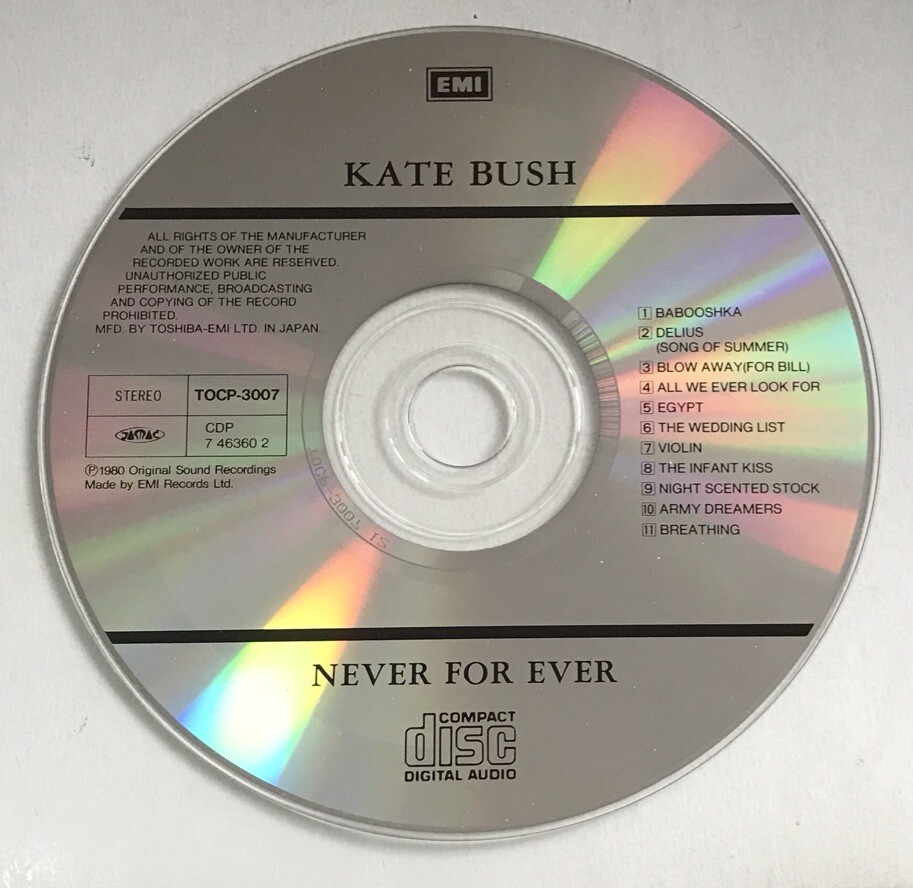 EMI
KATE BUSH
ALL RIGHTS OF THE MANUFACTURER
AND OF THE OWNER OF THE
RECORDED WORK ARE RESERVED.
UNAUTHORIZED PUBLIC
PERFORMANCE, BROADCASTING
AND COPYING OF THE RECORD
PROHIBITED.
MFD. BY TOSHIBA-EMI LTD. IN JAPAN.
STEREO
TOCP-3007
JASRAC
CDP
7 46360 2
Ⓟ1980 Original Sound Recordings
Made by EMI Records Ltd.
1 BABOOSHKA
2 DELIUS
(SONG OF SUMMER)
3 BLOW AWAY(FOR BILL)
4 ALL WE EVER LOOK FOR
5 EGYPT
6 THE WEDDING LIST
7 VIOLIN
8 THE INFANT KISS
9 NIGHT SCENTED STOCK
10 ARMY DREAMERS
11 BREATHING
NEVER FOR EVER
COMPACT
disc
DIGITAL AUDIO